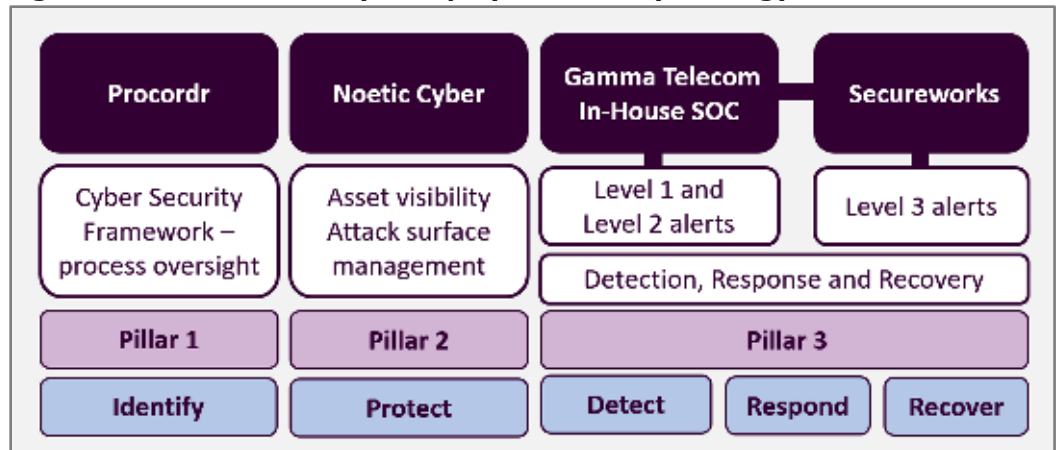 Procordr
Noetic Cyber
Gamma Telecom
In-House SOC
Secureworks
Cyber Security
Framework –
process oversight
Asset visibility
Attack surface
management
Level 1 and
Level 2 alerts
Level 3 alerts
Detection, Response and Recovery
Pillar 1
Pillar 2
Pillar 3
Identify
Protect
Detect
Respond
Recover